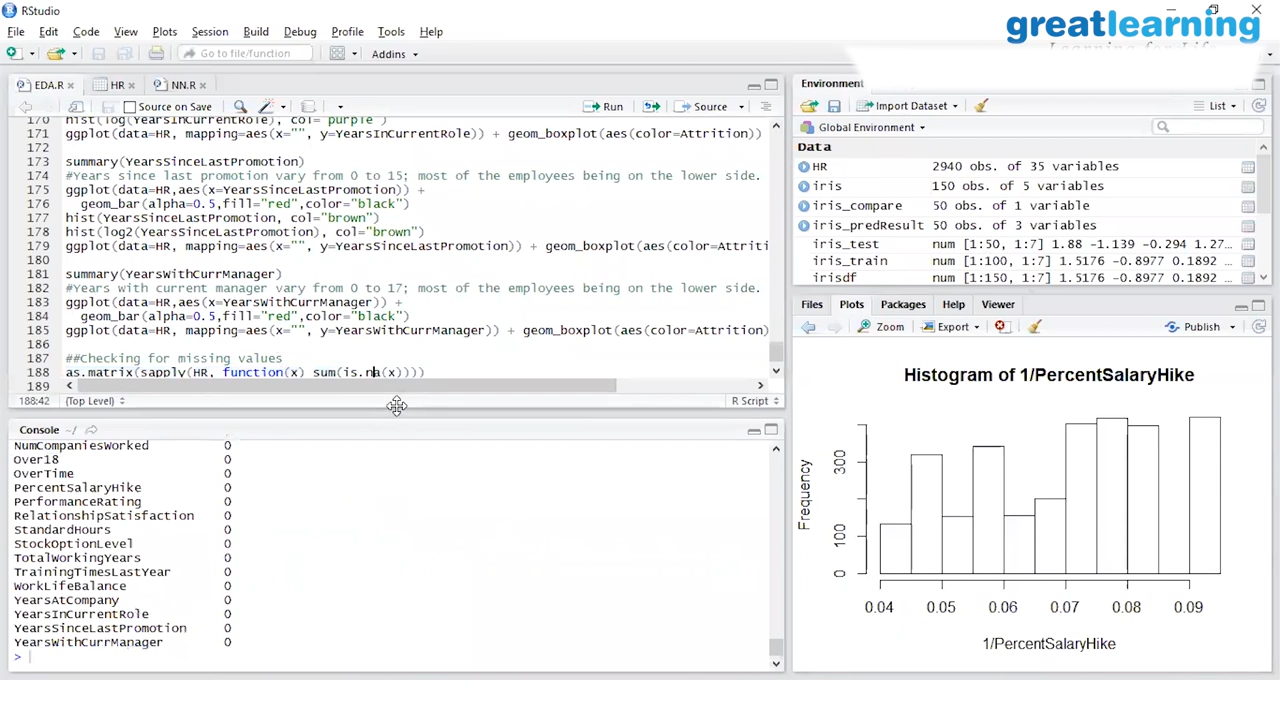 RStudio
greatlearning
Learning for Life
File Edit Code View Plots Session Build Debug Profile Tools Help
Go to file/function
Addins
EDA.R
HR
NN.R
Source on Save
Run
Source
170 hist(log(YearsInCurrentRole), col="purple")
171 ggplot(data=HR, mapping=aes(x="", y=YearsInCurrentRole)) + geom_boxplot(aes(color=Attrition))
172
173 summary(YearsSinceLastPromotion)
174 #Years since last promotion vary from 0 to 15; most of the employees being on the lower side.
175 ggplot(data=HR,aes(x=YearsSinceLastPromotion)) +
176 geom_bar(alpha=0.5,fill="red",color="black")
177 hist(YearsSinceLastPromotion, col="brown")
178 hist(log2(YearsSinceLastPromotion), col="brown")
179 ggplot(data=HR, mapping=aes(x="", y=YearsSinceLastPromotion)) + geom_boxplot(aes(color=Attriti
180
181 summary(YearsWithCurrManager)
182 #Years with current manager vary from 0 to 17; most of the employees being on the lower side.
183 ggplot(data=HR,aes(x=YearsWithCurrManager)) +
184 geom_bar(alpha=0.5,fill="red",color="black")
185 ggplot(data=HR, mapping=aes(x="", y=YearsWithCurrManager)) + geom_boxplot(aes(color=Attrition)
186
187 ##Checking for missing values
188 as.matrix(sapply(HR, function(x) sum(is.na(x))))
189
188:42 (Top Level) R Script
Console ~/
NumCompaniesWorked 0
Over18 0
OverTime 0
PercentSalaryHike 0
PerformanceRating 0
RelationshipSatisfaction 0
StandardHours 0
StockOptionLevel 0
TotalWorkingYears 0
TrainingTimesLastYear 0
WorkLifeBalance 0
YearsAtCompany 0
YearsInCurrentRole 0
YearsSinceLastPromotion 0
YearsWithCurrManager 0
>
Environment
Import Dataset
List
Global Environment
Data
HR 2940 obs. of 35 variables
iris 150 obs. of 5 variables
iris_compare 50 obs. of 1 variable
iris_predResult 50 obs. of 3 variables
iris_test num [1:50, 1:7] 1.88 -1.139 -0.294 1.27...
iris_train num [1:100, 1:7] 1.5176 -0.8977 0.1892 ...
irisdf num [1:150, 1:7] 1.5176 -0.8977 0.1892 ...
Files Plots Packages Help Viewer
Zoom Export Publish
Histogram of 1/PercentSalaryHike
Frequency
300
100
0
0.04 0.05 0.06 0.07 0.08 0.09
1/PercentSalaryHike